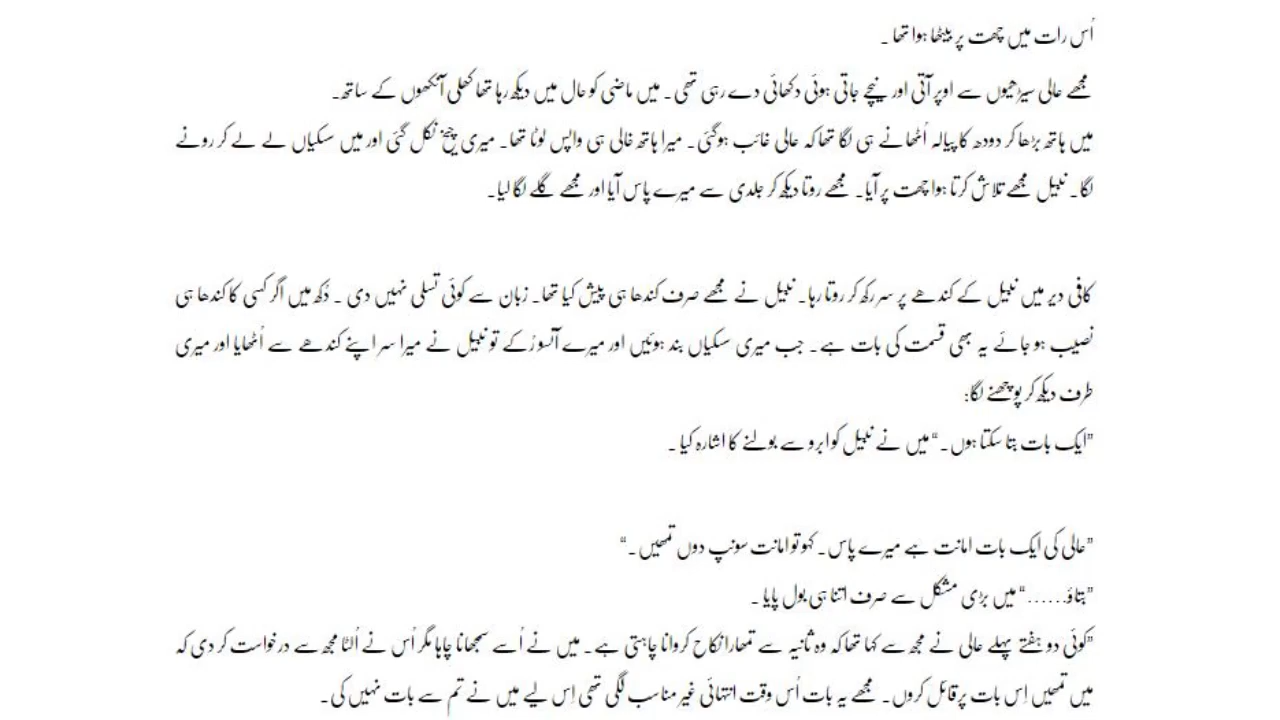 اُس رات میں چھت پر بیٹھا ہوا تھا ۔
مجھے عالی سیڑھیوں سے اوپر آتی اور نیچے جاتی ہوئی دکھائی دے رہی تھی۔ میں ماضی کو حال میں دیکھ رہا تھا کھلی آنکھوں کے ساتھ۔
میں ہاتھ بڑھا کر دودھ کا پیالہ اُٹھانے ہی لگا تھا کہ عالی غائب ہوگئی۔ میرا ہاتھ خالی ہی واپس لوٹا تھا۔ میری چیخ نکل گئی اور میں سسکیاں لے لے کر رونے
لگا۔ نبیل مجھے تلاش کرتا ہوا چھت پر آیا۔ مجھے روتا دیکھ کر جلدی سے میرے پاس آیا اور مجھے گلے لگا لیا۔
کافی دیر میں نبیل کے کندھے پر سر رکھ کر روتا رہا۔ نبیل نے مجھے صرف کندھا ہی پیش کیا تھا۔ زبان سے کوئی تسلی نہیں دی ۔ دُکھ میں اگر کسی کا کندھا ہی
نصیب ہو جائے یہ بھی قسمت کی بات ہے۔ جب میری سسکیاں بند ہوئیں اور میرے آنسو رُکے تو نبیل نے میرا سر اپنے کندھے سے اُٹھایا اور میری
طرف دیکھ کر پوچھنے لگا:
”ایک بات بتا سکتا ہوں۔“ میں نے نبیل کو ابرو سے بولنے کا اشارہ کیا ۔
”عالی کی ایک بات امانت ہے میرے پاس۔ کہو تو امانت سونپ دوں تمھیں۔“
”بتاؤ……“ میں بڑی مشکل سے صرف اتنا ہی بول پایا ۔
”کوئی دو ہفتے پہلے عالی نے مجھ سے کہا تھا کہ وہ ثانیہ سے تمھارا نکاح کروانا چاہتی ہے۔ میں نے اُسے سمجھانا چاہا مگر اُس نے اُلٹا مجھ سے درخواست کر دی کہ
میں تمھیں اِس بات پر قائل کروں۔ مجھے یہ بات اُس وقت انتہائی غیر مناسب لگی تھی اِس لیے میں نے تم سے بات نہیں کی۔